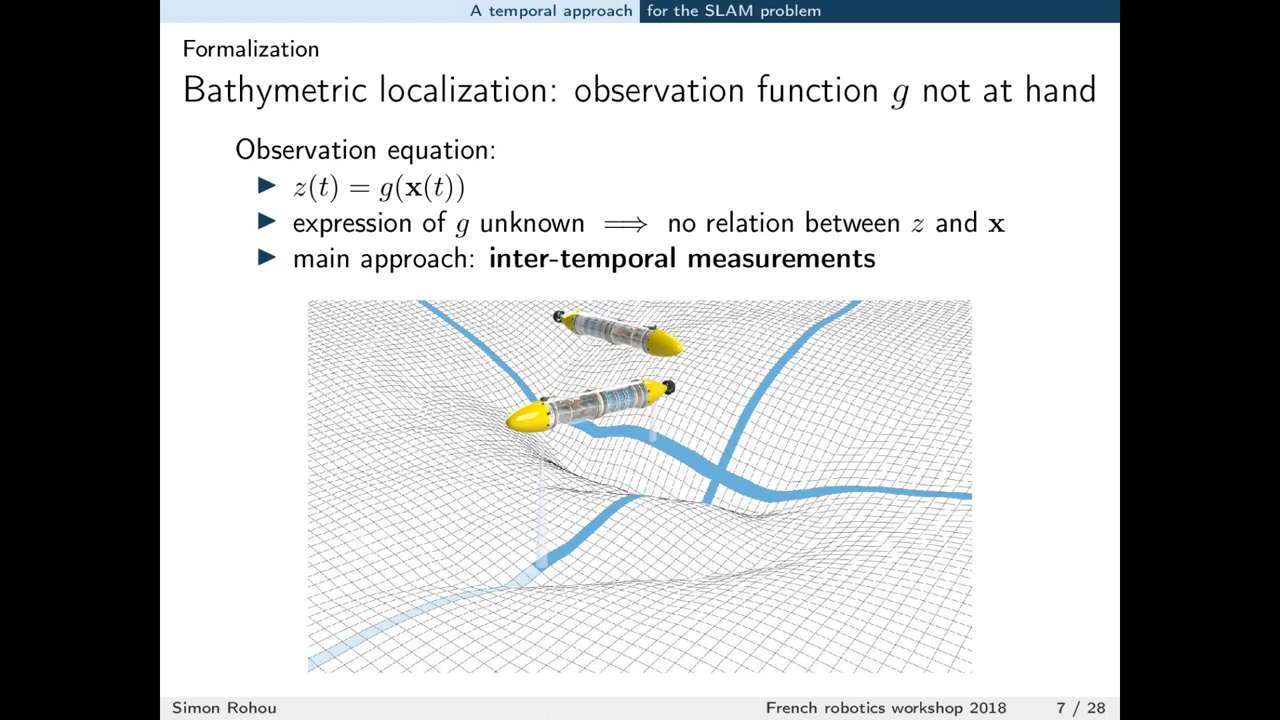 A temporal approach for the SLAM problem
Formalization
Bathymetric localization: observation function g not at hand
Observation equation:
▶ z(t) = g(x(t))
▶ expression of g unknown ⟹ no relation between z and x
▶ main approach: inter-temporal measurements
Simon Rohou French robotics workshop 2018 7 / 28